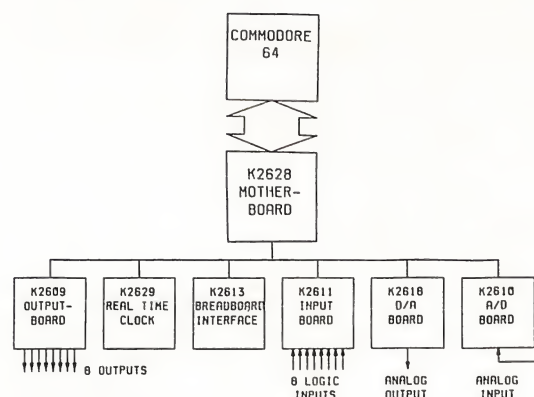 COMMODORE
64
K2628
MOTHER-
BOARD
K2609
OUTPUT-
BOARD
K2629
REAL TIME
CLOCK
K2613
BREADBOARD
INTERFACE
K2611
INPUT
BOARD
K2618
D/A
BOARD
K2610
A/D
BOARD
8 OUTPUTS
8 LOGIC
INPUTS
ANALOG
OUTPUT
ANALOG
INPUT